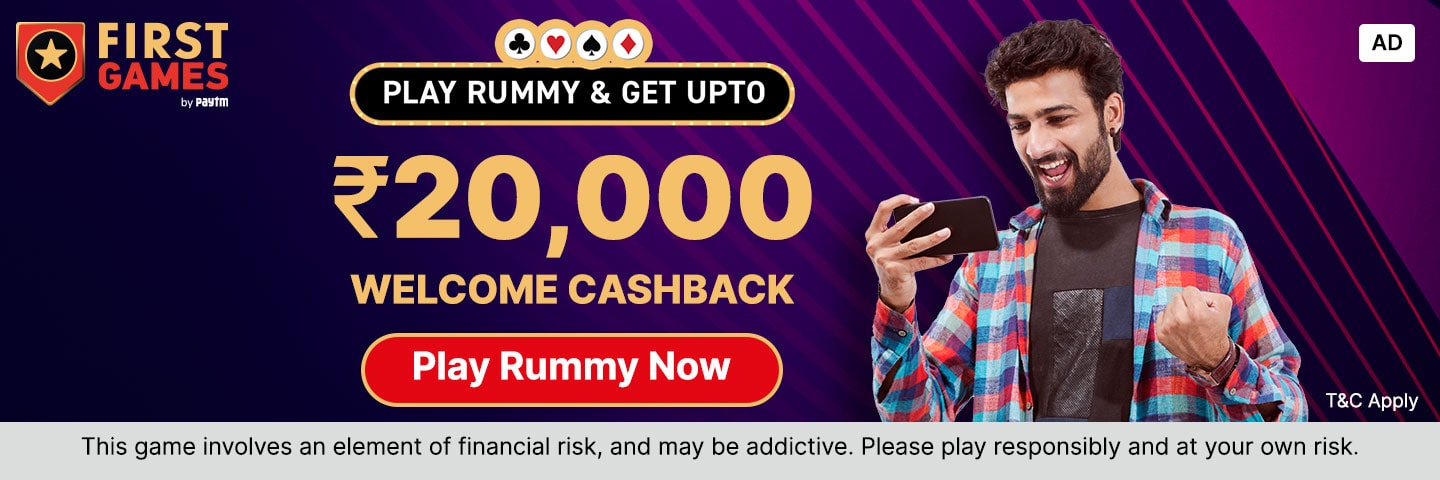 FIRST
GAMES
by Paytm
PLAY RUMMY & GET UPTO
₹20,000
WELCOME CASHBACK
Play Rummy Now
AD
T&C Apply
This game involves an element of financial risk, and may be addictive. Please play responsibly and at your own risk.